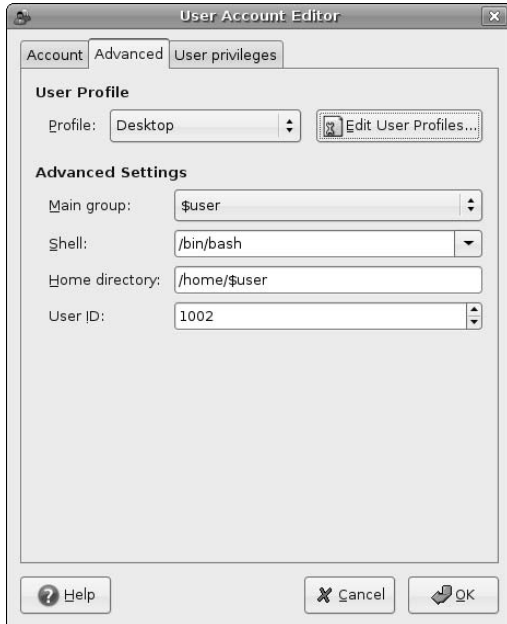 User Account Editor
Account Advanced User privileges
User Profile
Profile: Desktop Edit User Profiles...
Advanced Settings
Main group: $user
Shell: /bin/bash
Home directory: /home/$user
User ID: 1002
Help Cancel OK